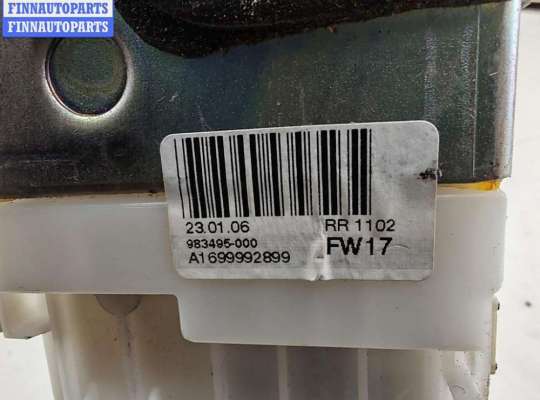 FINNAUTOPARTS
FINNAUTOPARTS
23.01.06 RR 1102
983495-000 FW17
A1699992899